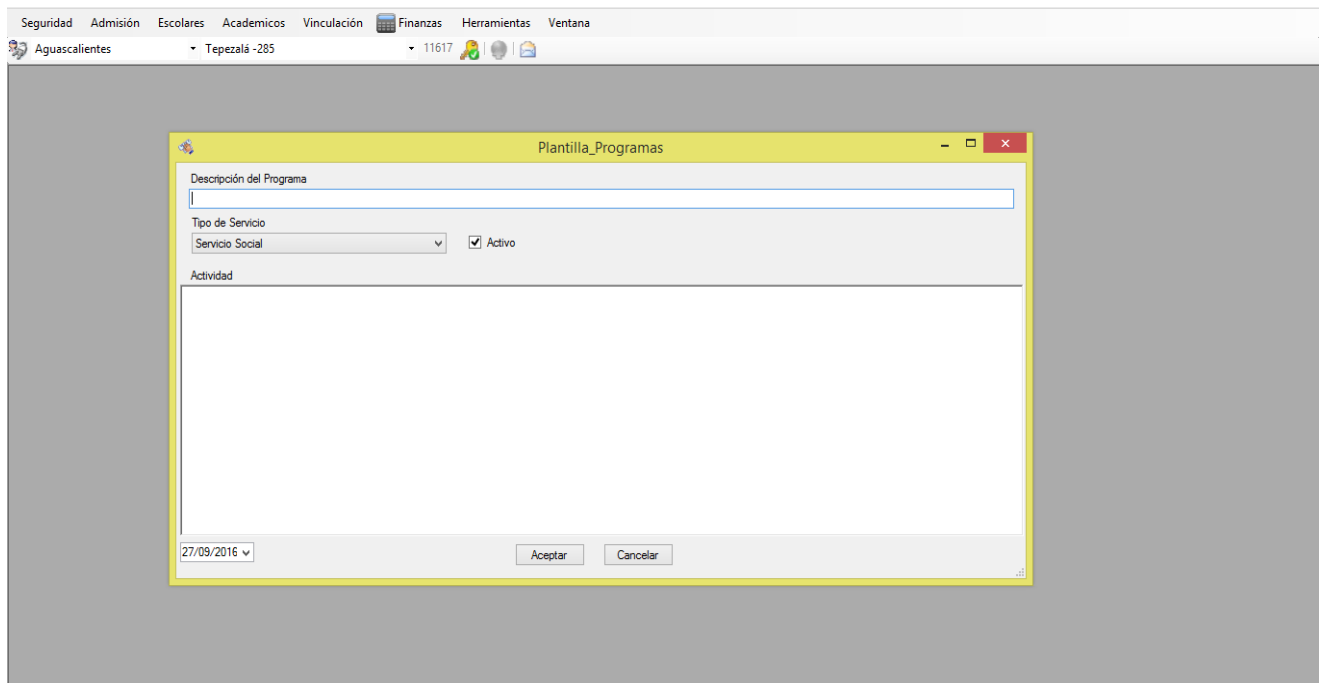 Seguridad Admisión Escolares Academicos Vinculación Finanzas Herramientas Ventana
Aguascalientes Tepezalá -285 11617
Plantilla_Programas
Descripción del Programa
Tipo de Servicio
Servicio Social Activo
Actividad
27/09/2016 Aceptar Cancelar